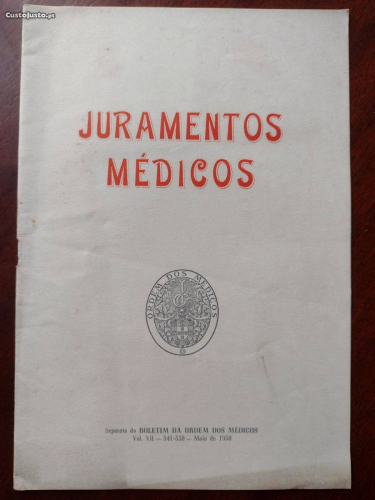 CustoJusto.pt
JURAMENTOS
MÉDICOS
ORDEM DOS MÉDICOS
Separata do BOLETIM DA ORDEM DOS MÉDICOS
Vol. VII — 541-550 — Maio de 1958